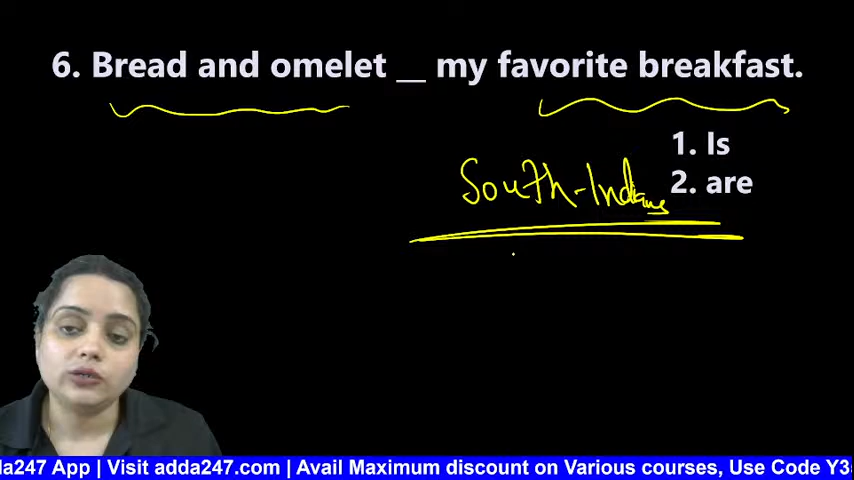 6. Bread and omelet __ my favorite breakfast.
1. Is
South-Indians
2. are
da247 App | Visit adda247.com | Avail Maximum discount on Various courses, Use Code Y3